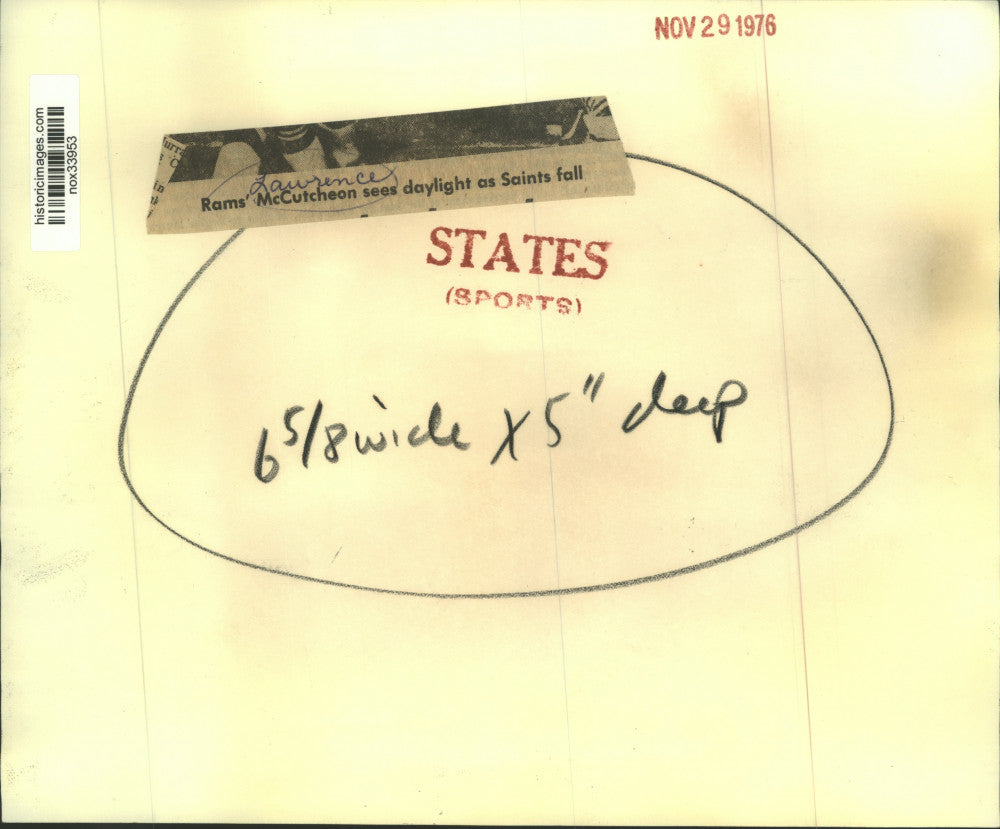 NOV 29 1976
historicimages.com
nox33953
Lawrence
Rams' McCutcheon sees daylight as Saints fall
STATES
(SPORTS)
6 5/8 wide X 5" deep